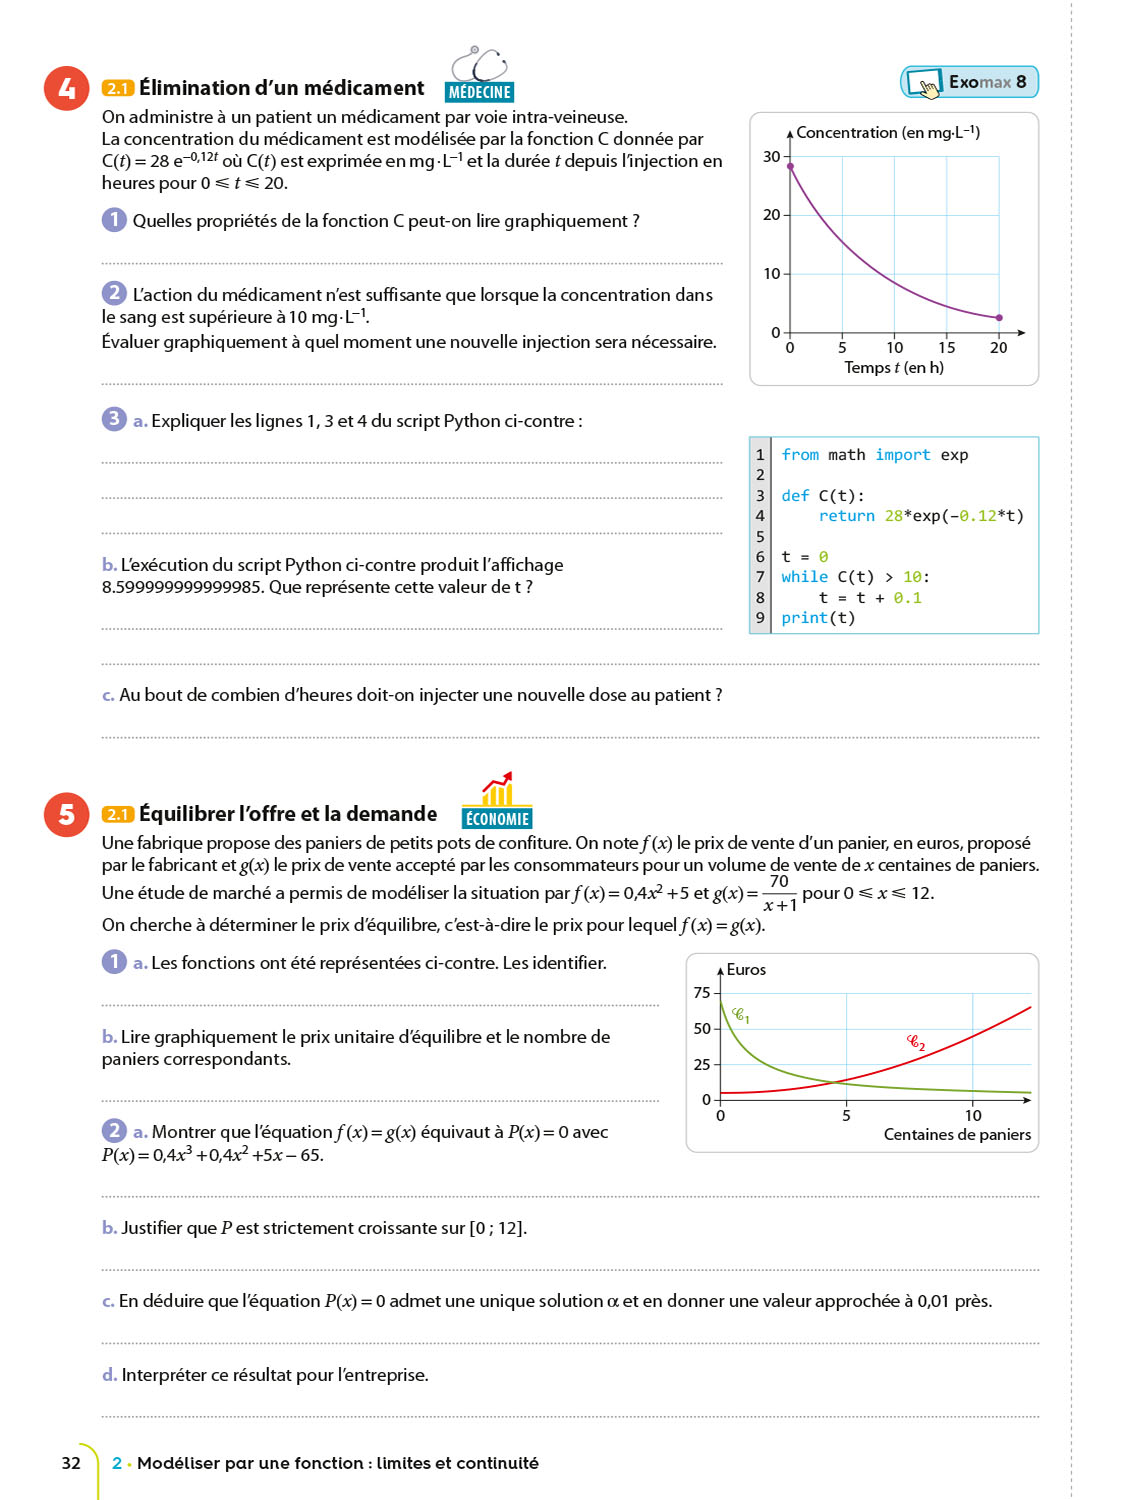 4 2.1 Élimination d’un médicament MÉDECINE
Exomax 8
On administre à un patient un médicament par voie intra-veineuse.
La concentration du médicament est modélisée par la fonction C donnée par
C(t) = 28 e–0,12t où C(t) est exprimée en mg·L–1 et la durée t depuis l’injection en
heures pour 0 ⩽ t ⩽ 20.
1 Quelles propriétés de la fonction C peut-on lire graphiquement ?
2 L’action du médicament n’est suffisante que lorsque la concentration dans
le sang est supérieure à 10 mg·L–1.
Évaluer graphiquement à quel moment une nouvelle injection sera nécessaire.
Concentration (en mg·L–1)
30
20
10
0
0 5 10 15 20
Temps t (en h)
3 a. Expliquer les lignes 1, 3 et 4 du script Python ci-contre :
b. L’exécution du script Python ci-contre produit l’affichage
8.599999999999985. Que représente cette valeur de t ?
1 from math import exp
2
3 def C(t):
4 return 28*exp(–0.12*t)
5
6 t = 0
7 while C(t) > 10:
8 t = t + 0.1
9 print(t)
c. Au bout de combien d’heures doit-on injecter une nouvelle dose au patient ?
5 2.1 Équilibrer l’offre et la demande ÉCONOMIE
Une fabrique propose des paniers de petits pots de confiture. On note f(x) le prix de vente d’un panier, en euros, proposé
par le fabricant et g(x) le prix de vente accepté par les consommateurs pour un volume de vente de x centaines de paniers.
Une étude de marché a permis de modéliser la situation par f(x) = 0,4x² + 5 et g(x) = 70/(x + 1) pour 0 ⩽ x ⩽ 12.
On cherche à déterminer le prix d’équilibre, c’est-à-dire le prix pour lequel f(x) = g(x).
1 a. Les fonctions ont été représentées ci-contre. Les identifier.
b. Lire graphiquement le prix unitaire d’équilibre et le nombre de
paniers correspondants.
Euros
75
50
25
0
𝒞1
𝒞2
0 5 10
Centaines de paniers
2 a. Montrer que l’équation f(x) = g(x) équivaut à P(x) = 0 avec
P(x) = 0,4x³ + 0,4x² + 5x – 65.
b. Justifier que P est strictement croissante sur [0 ; 12].
c. En déduire que l’équation P(x) = 0 admet une unique solution α et en donner une valeur approchée à 0,01 près.
d. Interpréter ce résultat pour l’entreprise.
32 2 • Modéliser par une fonction : limites et continuité